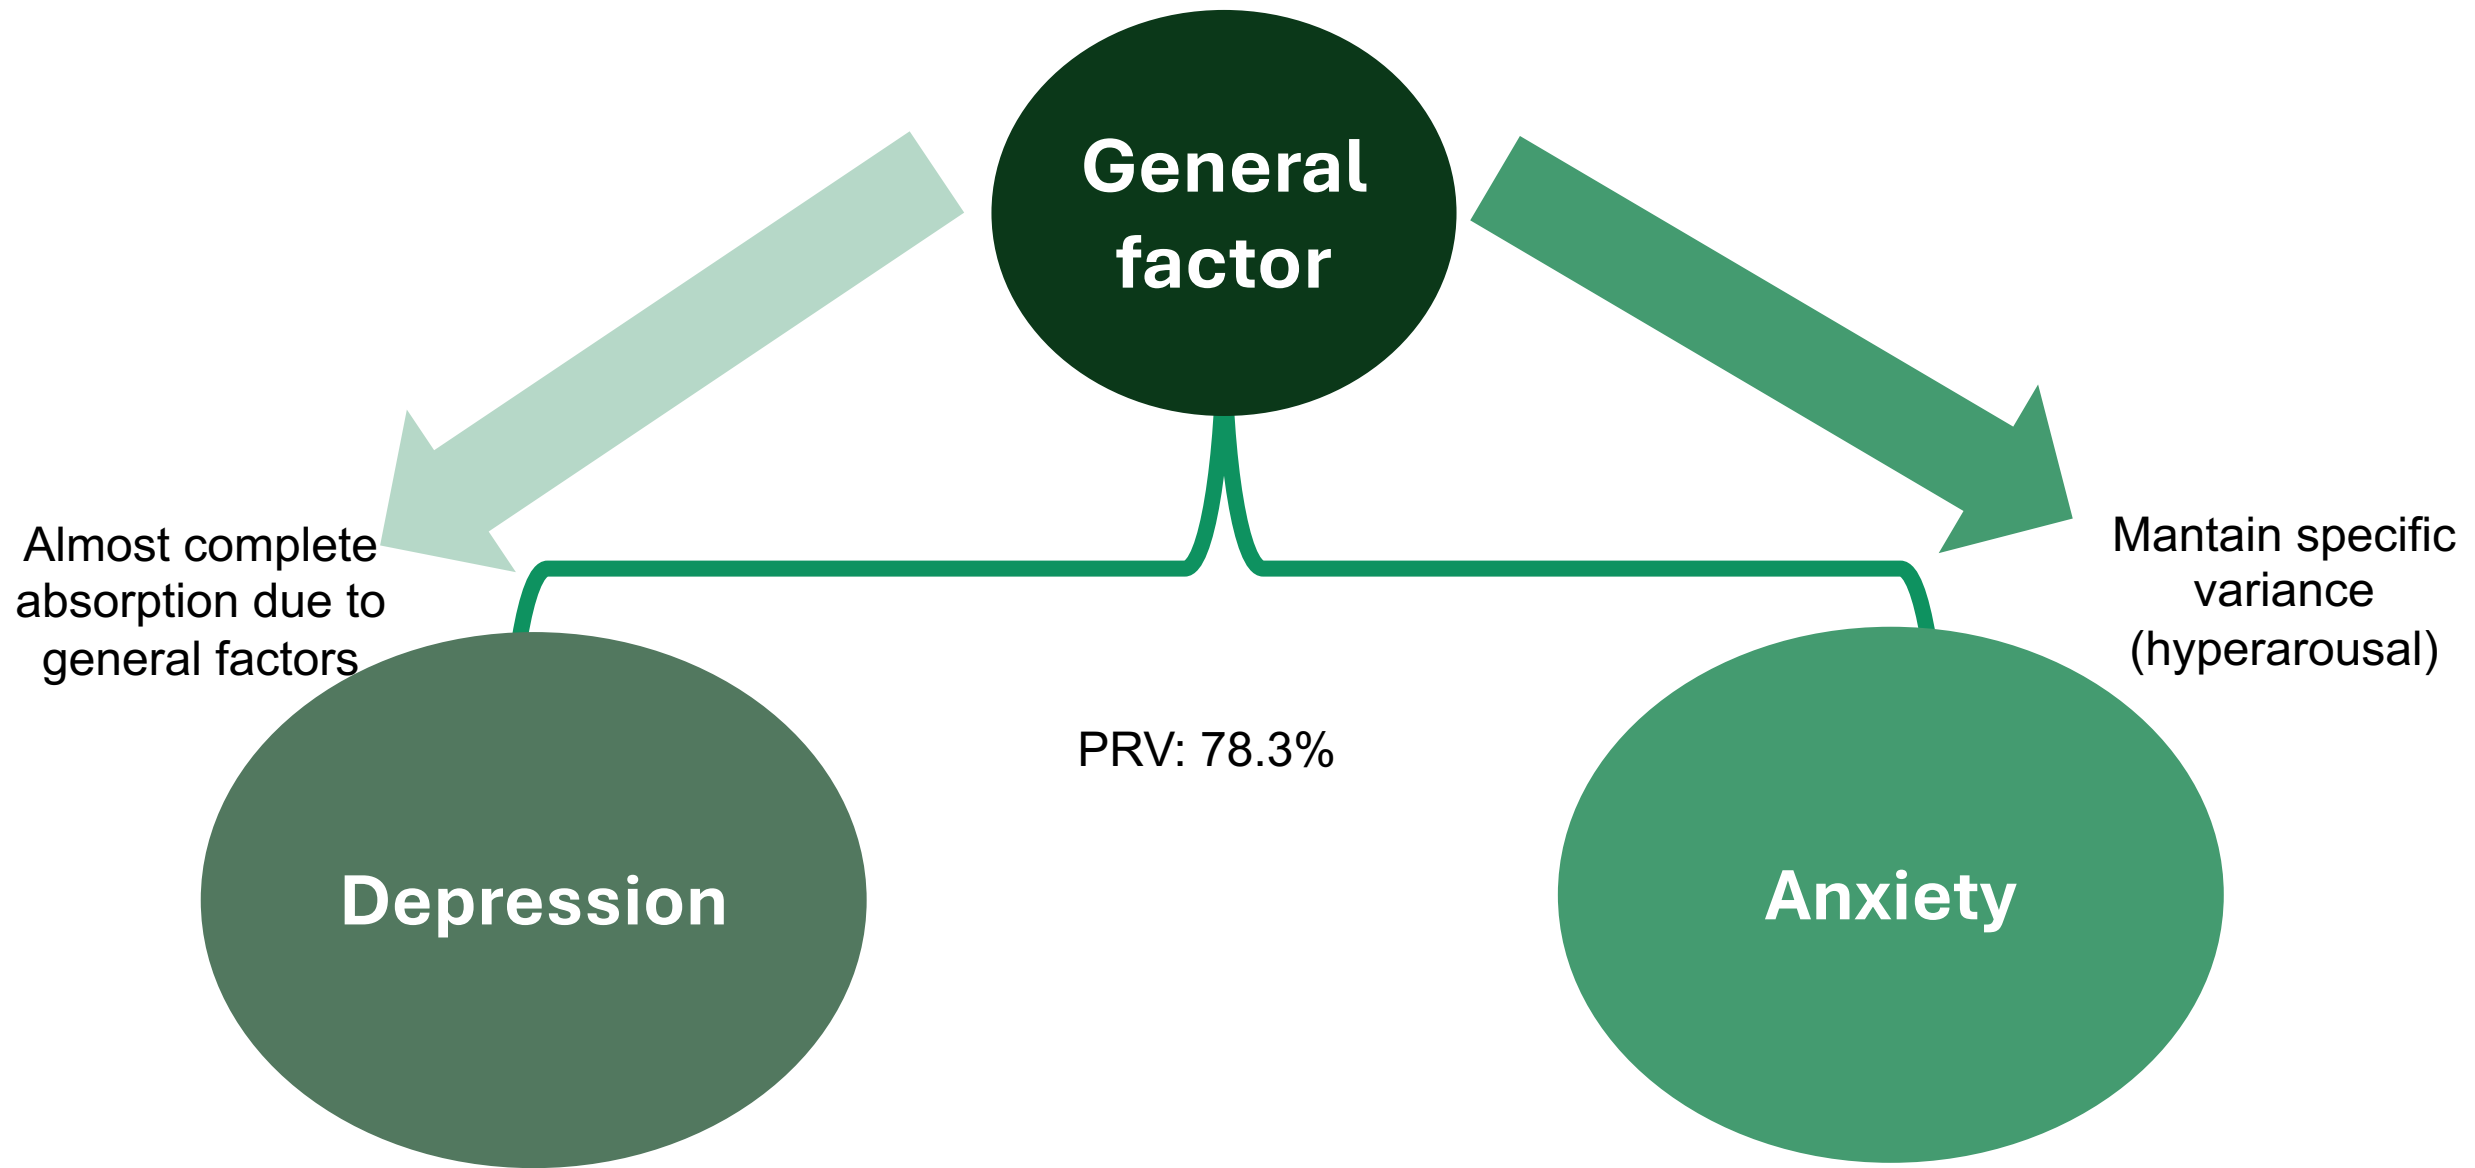 General
factor
Almost complete
absorption due to
general factors
Mantain specific
variance
(hyperarousal)
PRV: 78.3%
Depression
Anxiety